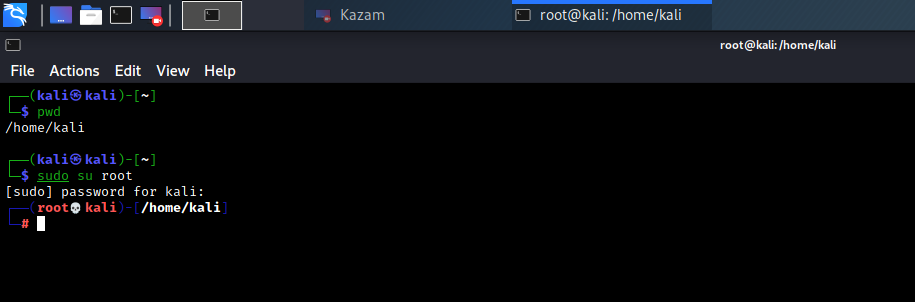 Kazam
root@kali: /home/kali
root@kali: /home/kali
File Actions Edit View Help
┌──(kali㉿kali)-[~]
└─$ pwd
/home/kali
┌──(kali㉿kali)-[~]
└─$ sudo su root
[sudo] password for kali:
┌──(root💀kali)-[/home/kali]
└─#